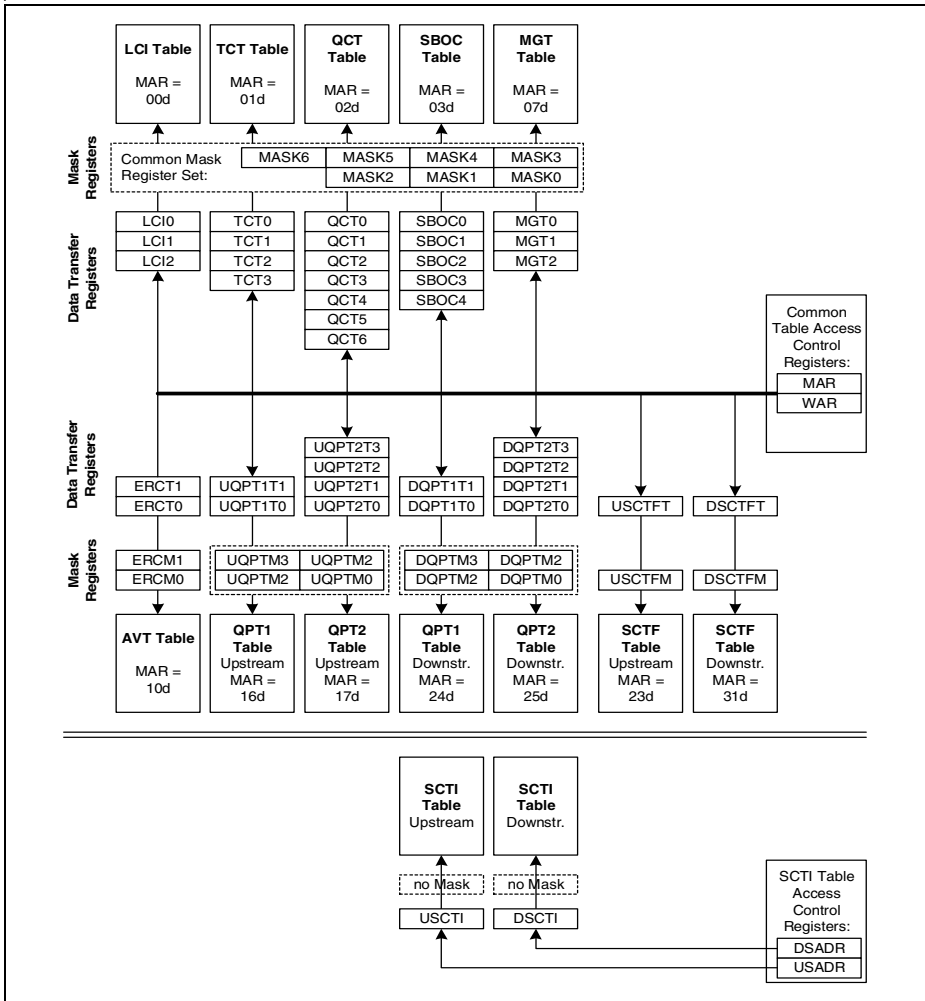 LCI Table
MAR =
00d
TCT Table
MAR =
01d
QCT
Table
MAR =
02d
SBOC
Table
MAR =
03d
MGT
Table
MAR =
07d
Mask
Registers
Common Mask
Register Set:
MASK6
MASK5
MASK4
MASK3
MASK2
MASK1
MASK0
Data Transfer
Registers
LCI0
LCI1
LCI2
TCT0
TCT1
TCT2
TCT3
QCT0
QCT1
QCT2
QCT3
QCT4
QCT5
QCT6
SBOC0
SBOC1
SBOC2
SBOC3
SBOC4
MGT0
MGT1
MGT2
Common
Table Access
Control
Registers:
MAR
WAR
Data Transfer
Registers
ERCT1
ERCT0
UQPT1T1
UQPT1T0
UQPT2T3
UQPT2T2
UQPT2T1
UQPT2T0
DQPT1T1
DQPT1T0
DQPT2T3
DQPT2T2
DQPT2T1
DQPT2T0
USCTFT
DSCTFT
Mask
Registers
ERCM1
ERCM0
UQPTM3
UQPTM2
UQPTM2
UQPTM0
DQPTM3
DQPTM2
DQPTM2
DQPTM0
USCTFM
DSCTFM
AVT Table
MAR =
10d
QPT1
Table
Upstream
MAR =
16d
QPT2
Table
Upstream
MAR =
17d
QPT1
Table
Downstr.
MAR =
24d
QPT2
Table
Downstr.
MAR =
25d
SCTF
Table
Upstream
MAR =
23d
SCTF
Table
Downstr.
MAR =
31d
SCTI
Table
Upstream
SCTI
Table
Downstr.
no Mask
no Mask
USCTI
DSCTI
SCTI Table
Access
Control
Registers:
DSADR
USADR